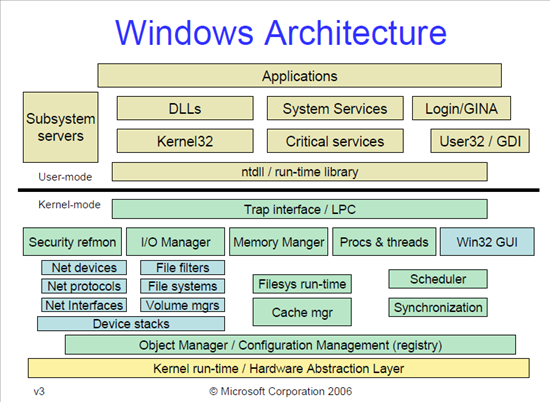 Windows Architecture
Applications
Subsystem
servers
DLLs
System Services
Login/GINA
Kernel32
Critical services
User32 / GDI
User-mode
ntdll / run-time library
Kernel-mode
Trap interface / LPC
Security refmon
I/O Manager
Memory Manger
Procs & threads
Win32 GUI
Net devices
File filters
Net protocols
File systems
Net Interfaces
Volume mgrs
Device stacks
Filesys run-time
Cache mgr
Scheduler
Synchronization
Object Manager / Configuration Management (registry)
Kernel run-time / Hardware Abstraction Layer
v3
© Microsoft Corporation 2006